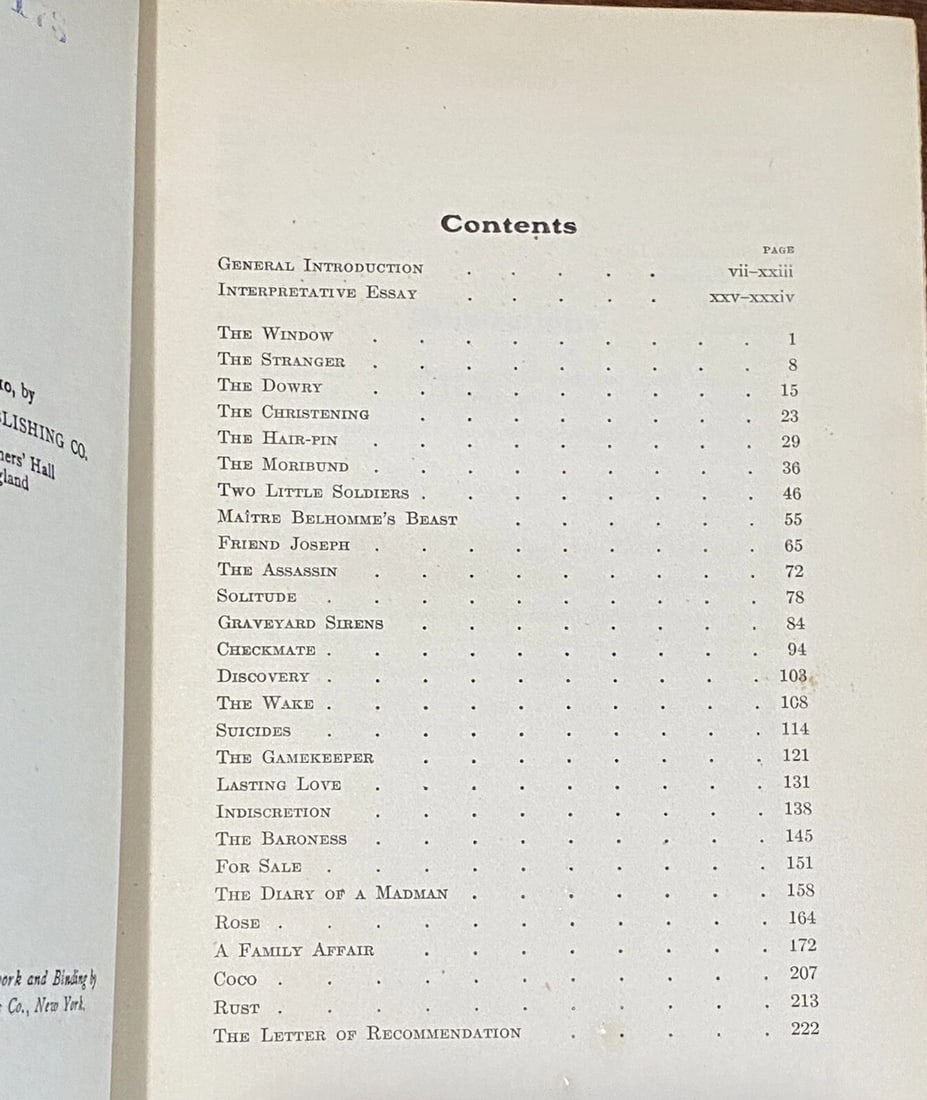 to, by
LISHING CO.
ners' Hall
gland
ork and Binding by
Co., New York.
Contents
PAGE
General Introduction . . . . . vii–xxiii
Interpretative Essay . . . . . xxv–xxxiv
The Window . . . . . . . . . 1
The Stranger . . . . . . . . . 8
The Dowry . . . . . . . . . 15
The Christening . . . . . . . . 23
The Hair-pin . . . . . . . . . 29
The Moribund . . . . . . . . . 36
Two Little Soldiers . . . . . . . 46
Maître Belhomme's Beast . . . . . . 55
Friend Joseph . . . . . . . . . 65
The Assassin . . . . . . . . . 72
Solitude . . . . . . . . . . 78
Graveyard Sirens . . . . . . . . 84
Checkmate . . . . . . . . . . 94
Discovery . . . . . . . . . . 103
The Wake . . . . . . . . . . 108
Suicides . . . . . . . . . . 114
The Gamekeeper . . . . . . . . 121
Lasting Love . . . . . . . . . 131
Indiscretion . . . . . . . . . 138
The Baroness . . . . . . . . . 145
For Sale . . . . . . . . . . 151
The Diary of a Madman . . . . . . . 158
Rose . . . . . . . . . . . 164
A Family Affair . . . . . . . . 172
Coco . . . . . . . . . . . 207
Rust . . . . . . . . . . . 213
The Letter of Recommendation . . . . . 222